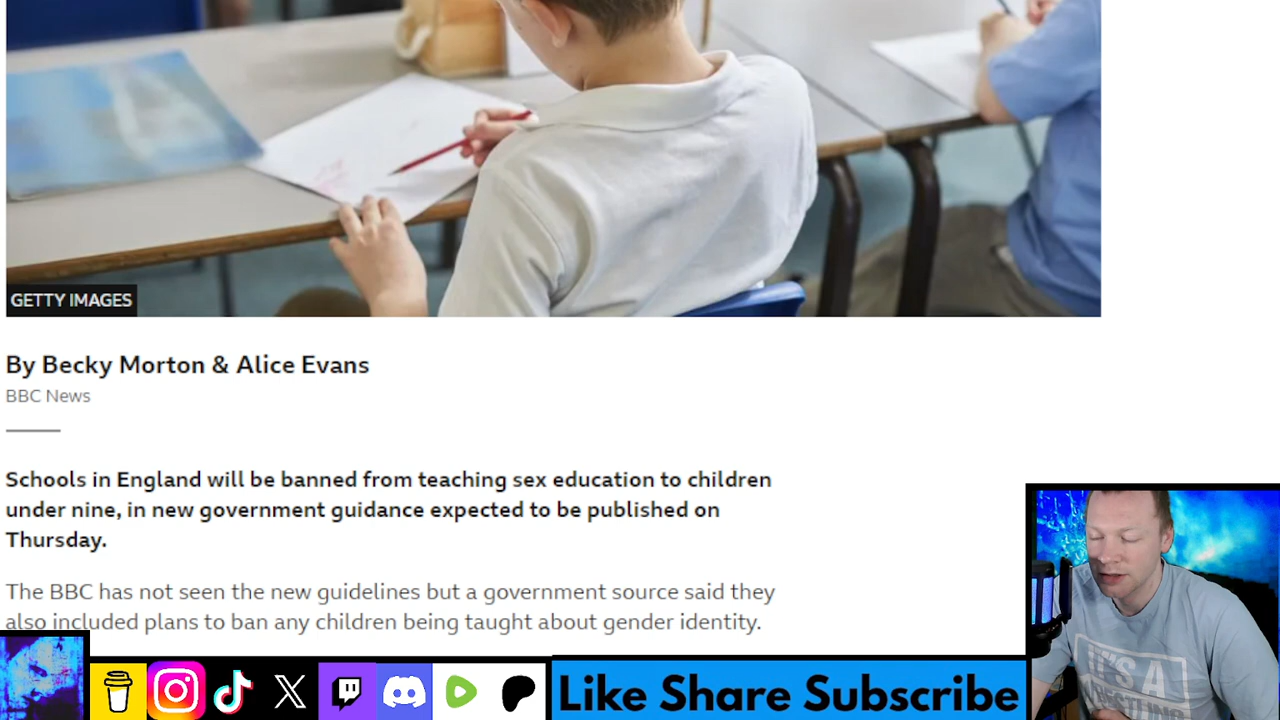 GETTY IMAGES
By Becky Morton & Alice Evans
BBC News
Schools in England will be banned from teaching sex education to children
under nine, in new government guidance expected to be published on
Thursday.
The BBC has not seen the new guidelines but a government source said they
also included plans to ban any children being taught about gender identity.
IT'S A
Like Share Subscribe